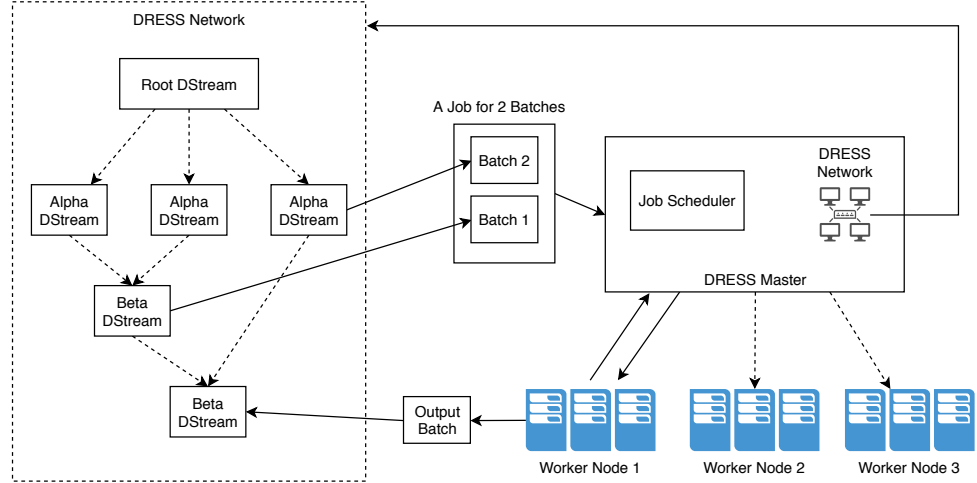 DRESS Network
Root DStream
Alpha
DStream
Alpha
DStream
Alpha
DStream
Beta
DStream
Beta
DStream
A Job for 2 Batches
Batch 2
Batch 1
Job Scheduler
DRESS
Network
DRESS Master
Output
Batch
Worker Node 1
Worker Node 2
Worker Node 3